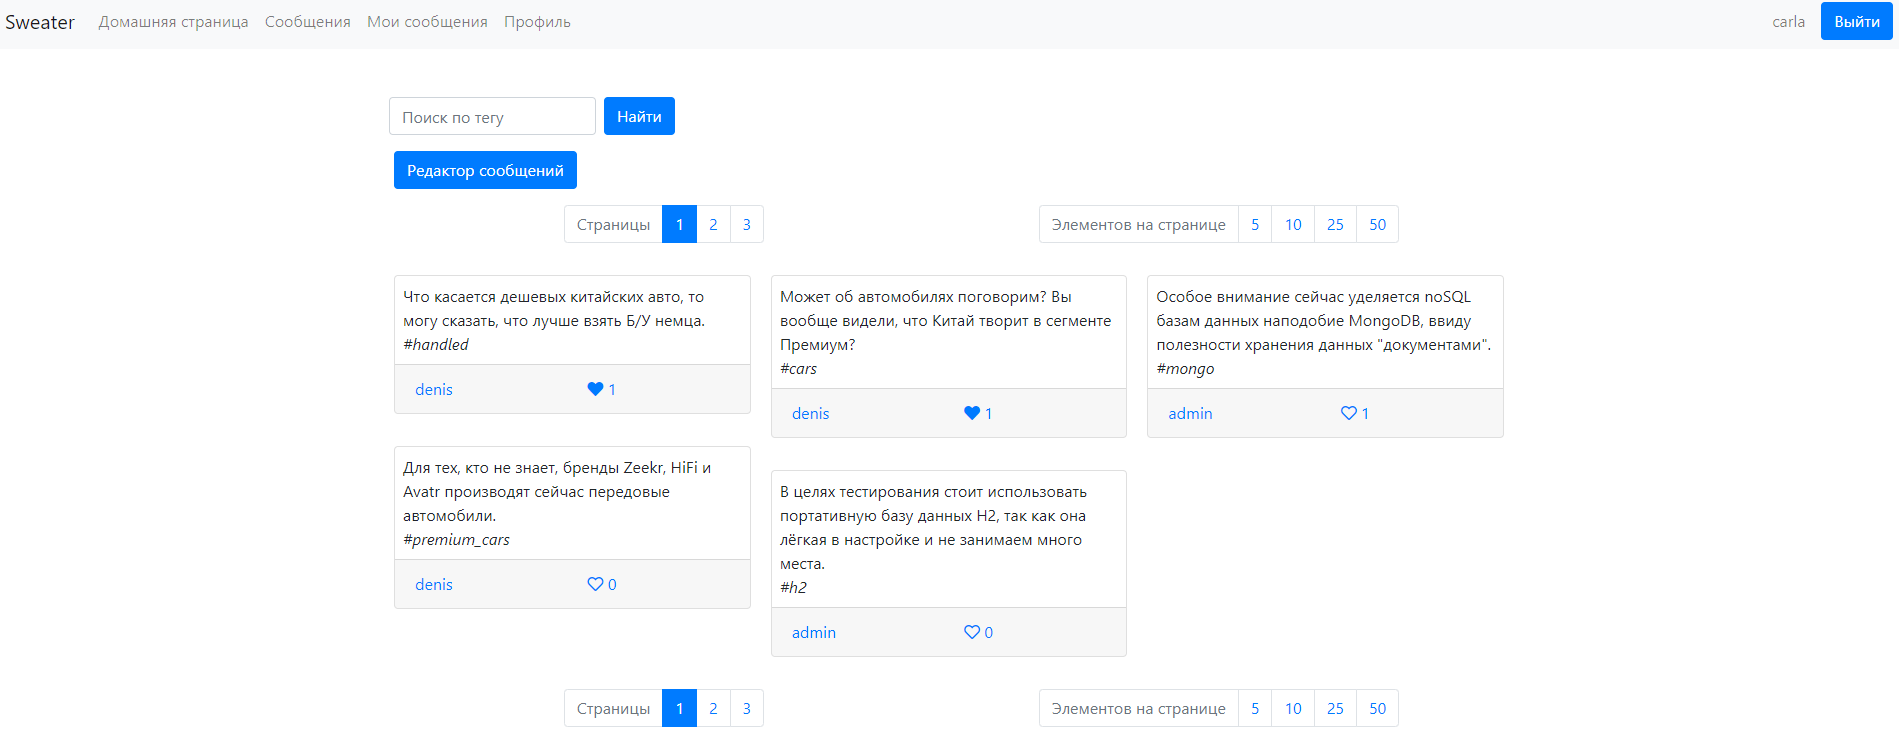 Sweater Домашняя страница Сообщения Мои сообщения Профиль carla Выйти
Поиск по тегу Найти
Редактор сообщений
Страницы 1 2 3 Элементов на странице 5 10 25 50
Что касается дешевых китайских авто, то
могу сказать, что лучше взять Б/У немца.
#handled
denis 1
Для тех, кто не знает, бренды Zeekr, HiFi и
Avatr производят сейчас передовые
автомобили.
#premium_cars
denis 0
Может об автомобилях поговорим? Вы
вообще видели, что Китай творит в сегменте
Премиум?
#cars
denis 1
В целях тестирования стоит использовать
портативную базу данных H2, так как она
лёгкая в настройке и не занимаем много
места.
#h2
admin 0
Особое внимание сейчас уделяется noSQL
базам данных наподобие MongoDB, ввиду
полезности хранения данных "документами".
#mongo
admin 1
Страницы 1 2 3 Элементов на странице 5 10 25 50